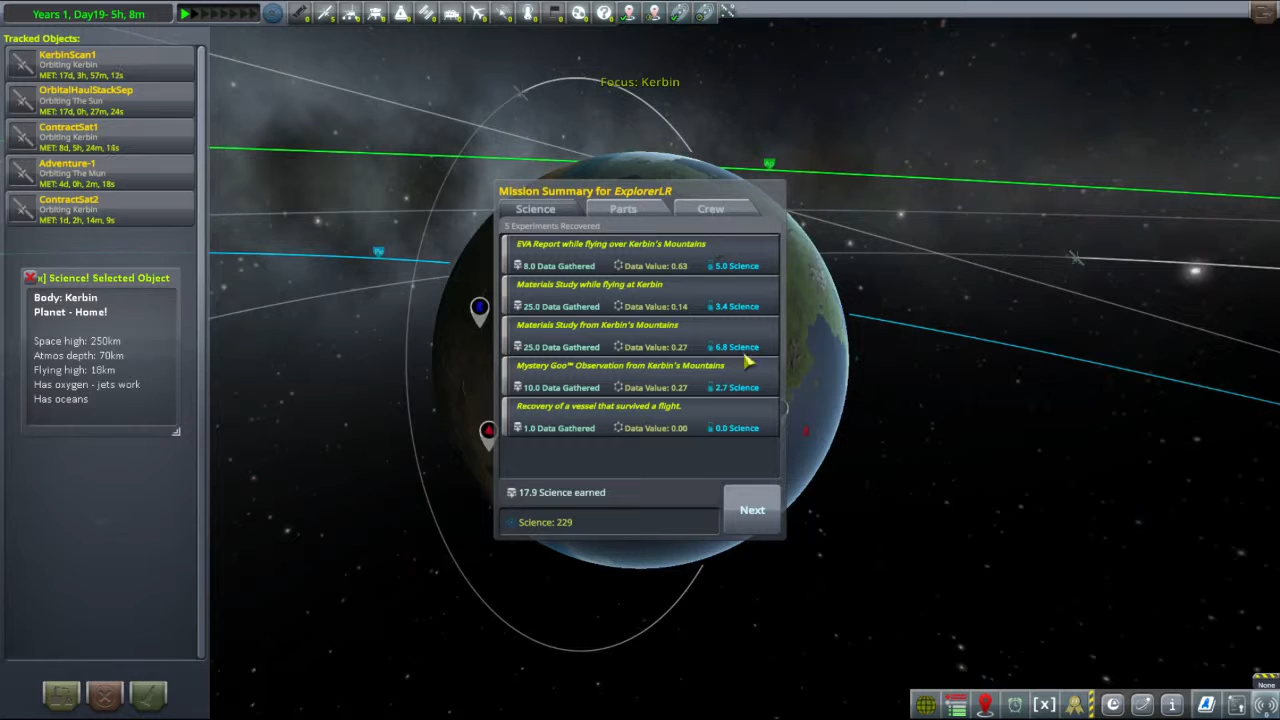 Years 1, Day19- 5h, 8m
Tracked Objects:
KerbinScan1
Orbiting Kerbin
MET: 17d, 3h, 57m, 12s
OrbitalHaulStackSep
Orbiting The Sun
MET: 17d, 0h, 27m, 24s
ContractSat1
Orbiting Kerbin
MET: 8d, 5h, 24m, 18s
Adventure-1
Orbiting The Mun
MET: 4d, 0h, 2m, 18s
ContractSat2
Orbiting Kerbin
MET: 1d, 2h, 14m, 9s
x] Science! Selected Object
Body: Kerbin
Planet - Home!
Space high: 250km
Atmos depth: 70km
Flying high: 18km
Has oxygen - jets work
Has oceans
Focus: Kerbin
Mission Summary for ExplorerLR
Science Parts Crew
5 Experiments Recovered
EVA Report while flying over Kerbin's Mountains
8.0 Data Gathered Data Value: 0.63 5.0 Science
Materials Study while flying at Kerbin
25.0 Data Gathered Data Value: 0.14 3.4 Science
Materials Study from Kerbin's Mountains
25.0 Data Gathered Data Value: 0.27 6.8 Science
Mystery Goo™ Observation from Kerbin's Mountains
10.0 Data Gathered Data Value: 0.27 2.7 Science
Recovery of a vessel that survived a flight.
1.0 Data Gathered Data Value: 0.00 0.0 Science
17.9 Science earned
Science: 229
Next
None
[x]